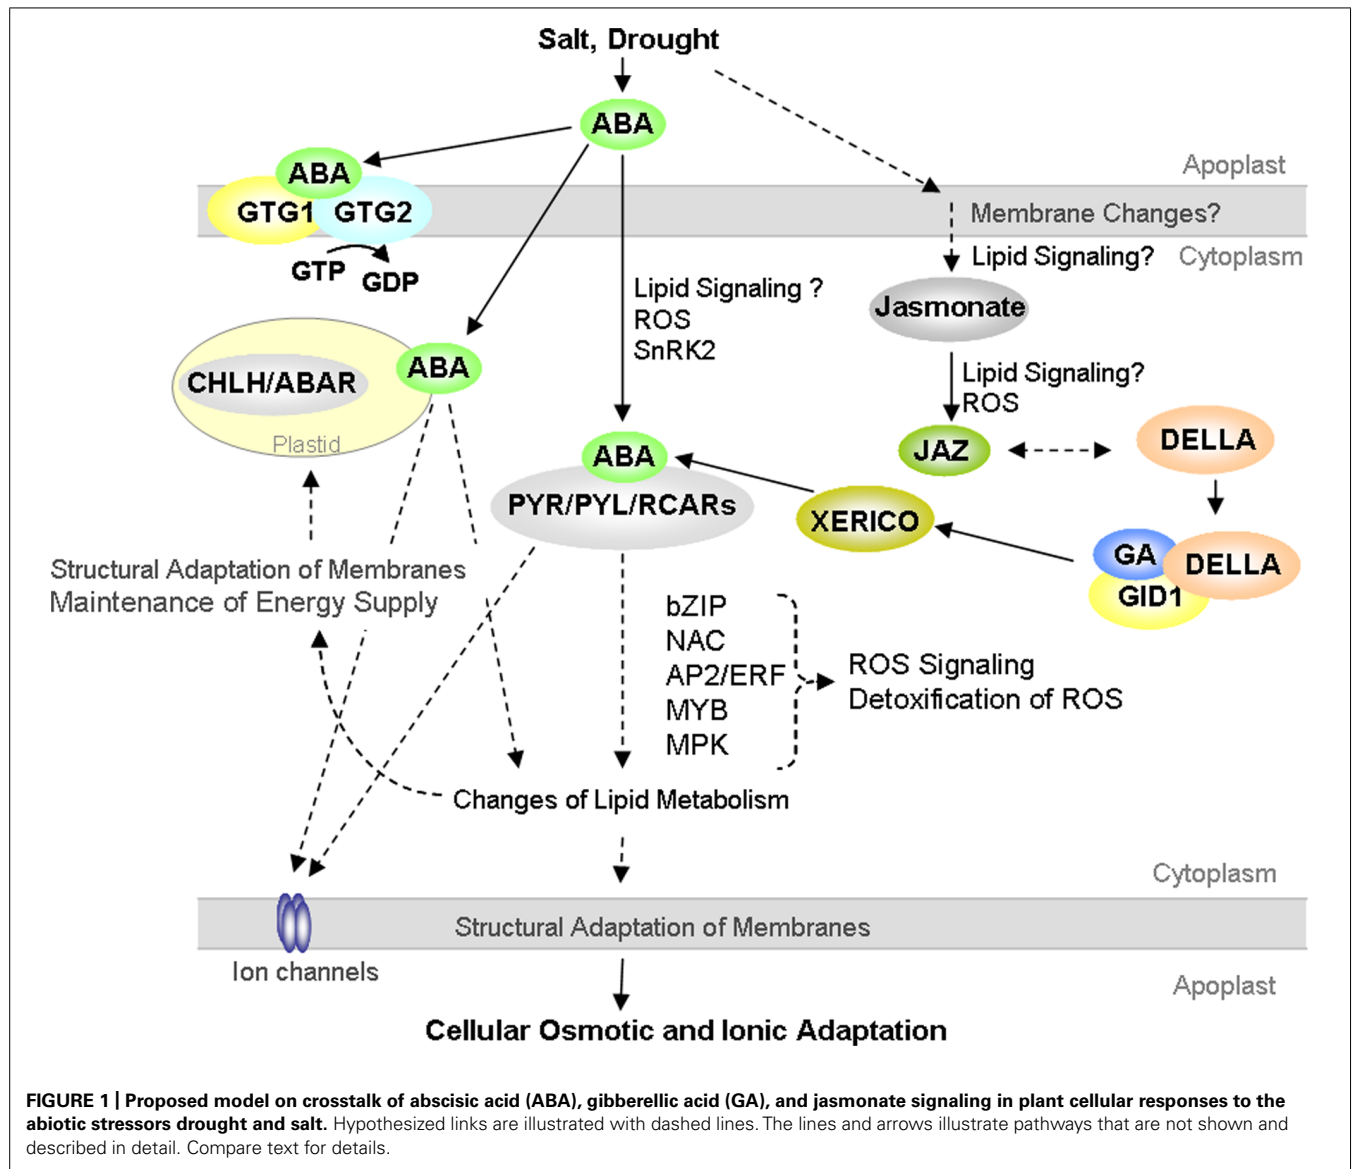 Salt, Drought
ABA
Apoplast
ABA
GTG1
GTG2
Membrane Changes?
GTP
GDP
Lipid Signaling?
Cytoplasm
Lipid Signaling ?
ROS
SnRK2
Jasmonate
CHLH/ABAR
ABA
Plastid
Lipid Signaling?
ROS
JAZ
DELLA
ABA
PYR/PYL/RCARs
XERICO
GA
DELLA
GID1
Structural Adaptation of Membranes
Maintenance of Energy Supply
bZIP
NAC
AP2/ERF
MYB
MPK
ROS Signaling
Detoxification of ROS
Changes of Lipid Metabolism
Cytoplasm
Structural Adaptation of Membranes
Ion channels
Apoplast
Cellular Osmotic and Ionic Adaptation
FIGURE 1 | Proposed model on crosstalk of abscisic acid (ABA), gibberellic acid (GA), and jasmonate signaling in plant cellular responses to the
abiotic stressors drought and salt. Hypothesized links are illustrated with dashed lines. The lines and arrows illustrate pathways that are not shown and
described in detail. Compare text for details.